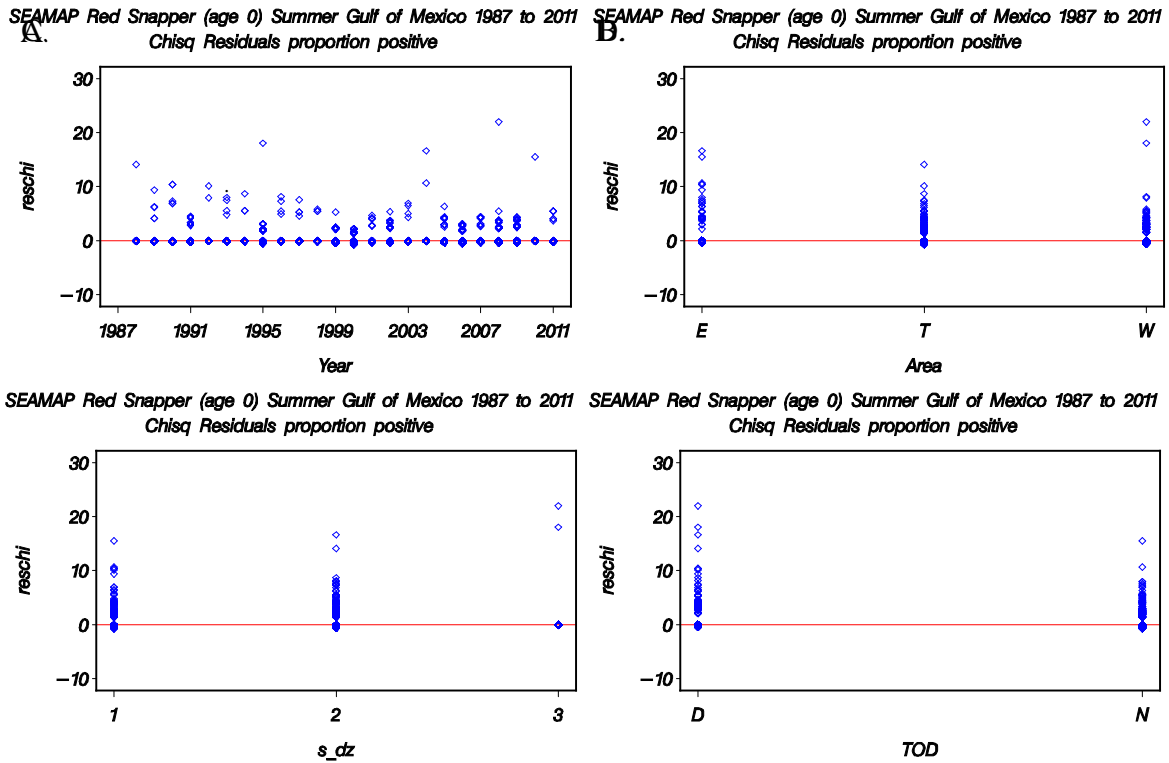 SEAMAP Red Snapper (age 0) Summer Gulf of Mexico 1987 to 2011
Chisq Residuals proportion positive
30
20
10
0
−10
reschi
1987 1991 1995 1999 2003 2007 2011
Year
SEAMAP Red Snapper (age 0) Summer Gulf of Mexico 1987 to 2011
Chisq Residuals proportion positive
30
20
10
0
−10
reschi
E T W
Area
SEAMAP Red Snapper (age 0) Summer Gulf of Mexico 1987 to 2011
Chisq Residuals proportion positive
30
20
10
0
−10
reschi
1 2 3
s_dz
SEAMAP Red Snapper (age 0) Summer Gulf of Mexico 1987 to 2011
Chisq Residuals proportion positive
30
20
10
0
−10
reschi
D N
TOD